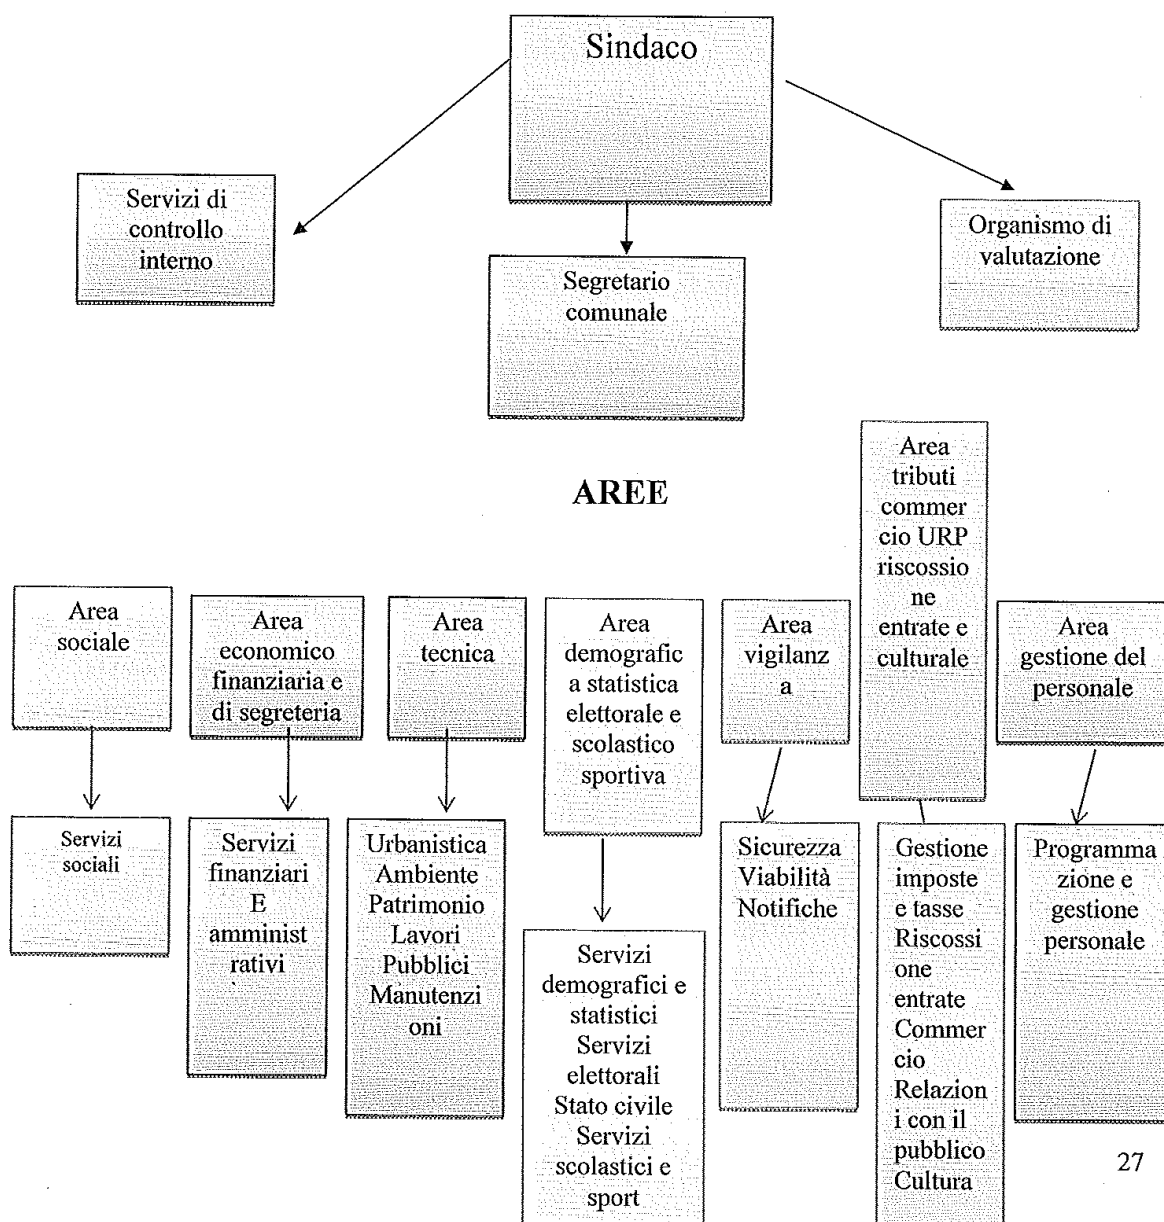 Sindaco
Servizi di
controllo
interno
Segretario
comunale
Organismo di
valutazione
AREE
Area
sociale
Area
economico
finanziaria e
di segreteria
Area
tecnica
Area
demografic
a statistica
elettorale e
scolastico
sportiva
Area
vigilanz
a
Area
tributi
commer
cio URP
riscossio
ne
entrate e
culturale
Area
gestione del
personale
Servizi
sociali
Servizi
finanziari
E
amminist
rativi
Urbanistica
Ambiente
Patrimonio
Lavori
Pubblici
Manutenzi
oni
Servizi
demografici e
statistici
Servizi
elettorali
Stato civile
Servizi
scolastici e
sport
Sicurezza
Viabilità
Notifiche
Gestione
imposte
e tasse
Riscossi
one
entrate
Commer
cio
Relazion
i con il
pubblico
Cultura
Programma
zione e
gestione
personale
27